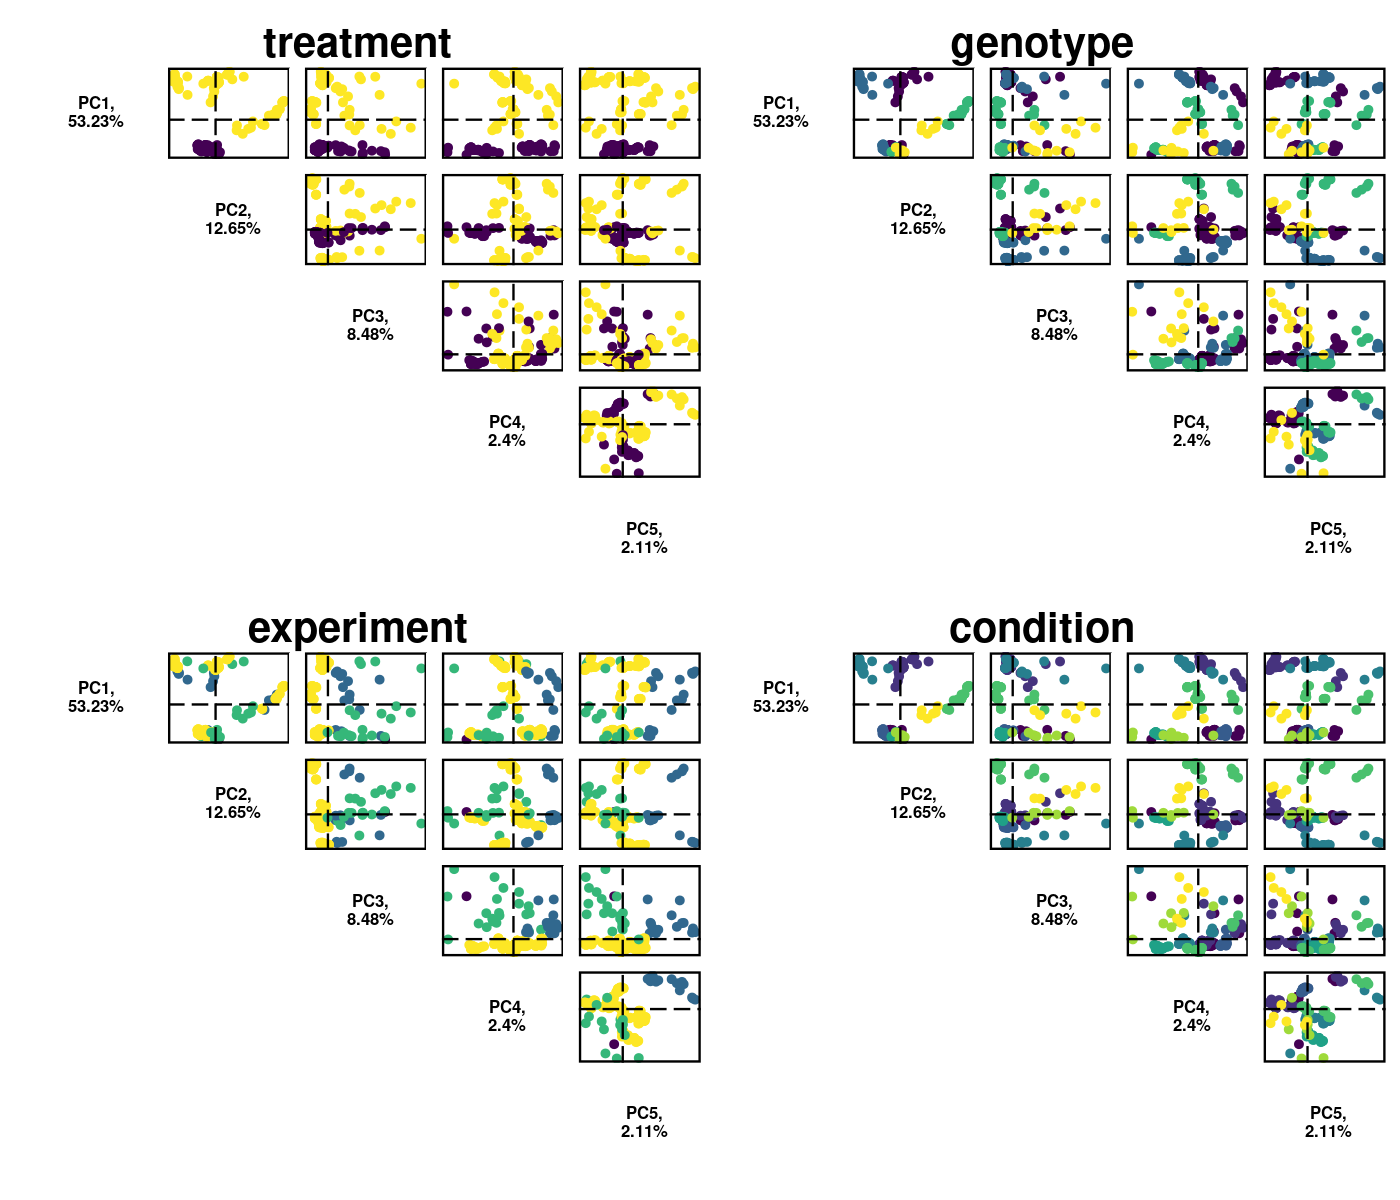 treatment
PC1,
53.23%
PC2,
12.65%
PC3,
8.48%
PC4,
2.4%
PC5,
2.11%
genotype
PC1,
53.23%
PC2,
12.65%
PC3,
8.48%
PC4,
2.4%
PC5,
2.11%
experiment
PC1,
53.23%
PC2,
12.65%
PC3,
8.48%
PC4,
2.4%
PC5,
2.11%
condition
PC1,
53.23%
PC2,
12.65%
PC3,
8.48%
PC4,
2.4%
PC5,
2.11%